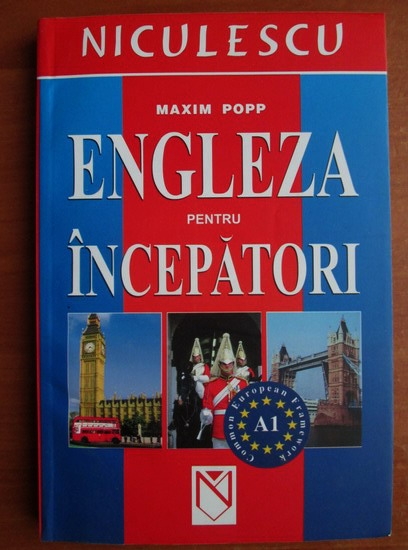 NICULESCU
MAXIM POPP
ENGLEZA
PENTRU
ÎNCEPĂTORI
Common European Framework
A1